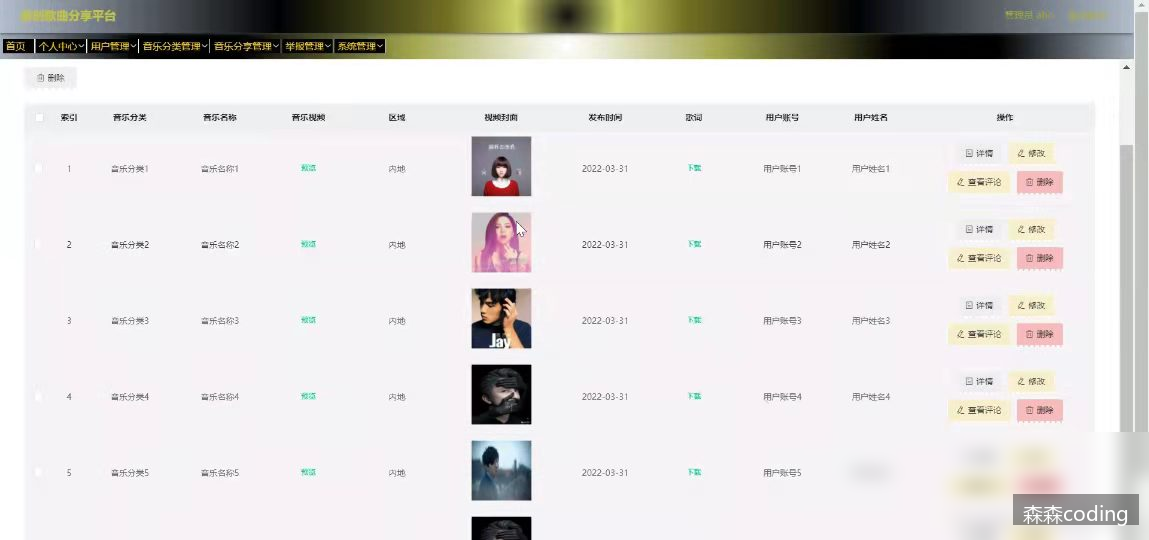 原创歌曲分享平台 管理员 abo
首页 个人中心 用户管理 音乐分类管理 音乐分享管理 举报管理 系统管理
删除
索引 音乐分类 音乐名称 音乐视频 区域 视频封面 发布时间 歌词 用户账号 用户姓名 操作
1 音乐分类1 音乐名称1 预览 内地 2022-03-31 下载 用户账号1 用户姓名1 详情 修改
查看评论 删除
2 音乐分类2 音乐名称2 预览 内地 2022-03-31 下载 用户账号2 用户姓名2 详情 修改
查看评论 删除
3 音乐分类3 音乐名称3 预览 内地 Jay 2022-03-31 下载 用户账号3 用户姓名3 详情 修改
查看评论 删除
4 音乐分类4 音乐名称4 预览 内地 2022-03-31 下载 用户账号4 用户姓名4 详情 修改
查看评论 删除
5 音乐分类5 音乐名称5 预览 内地 2022-03-31 下载 用户账号5
森森coding